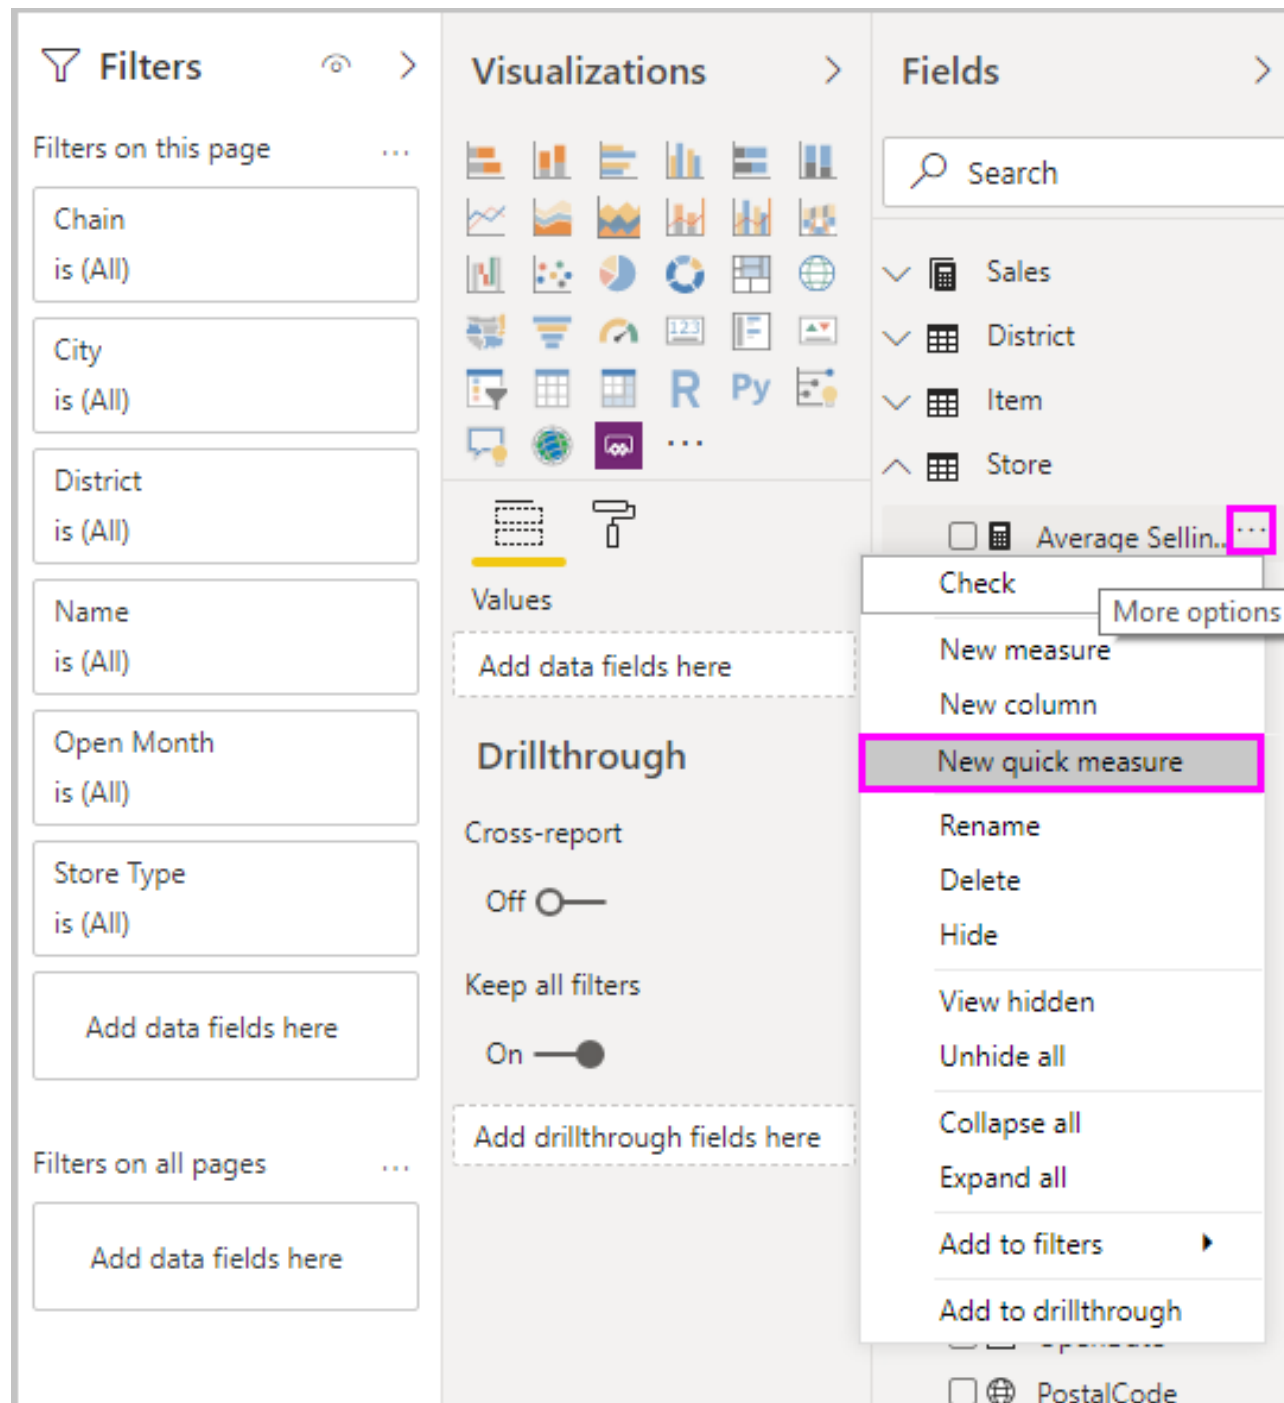 Filters
Filters on this page
...
Chain
is (All)
City
is (All)
District
is (All)
Name
is (All)
Open Month
is (All)
Store Type
is (All)
Add data fields here
Filters on all pages
...
Add data fields here
Visualizations
123
R
Py
...
Values
Add data fields here
Drillthrough
Cross-report
Off
Keep all filters
On
Add drillthrough fields here
Fields
Search
Sales
District
Item
Store
Average Sellin...
...
More options
Check
New measure
New column
New quick measure
Rename
Delete
Hide
View hidden
Unhide all
Collapse all
Expand all
Add to filters
Add to drillthrough
PostalCode